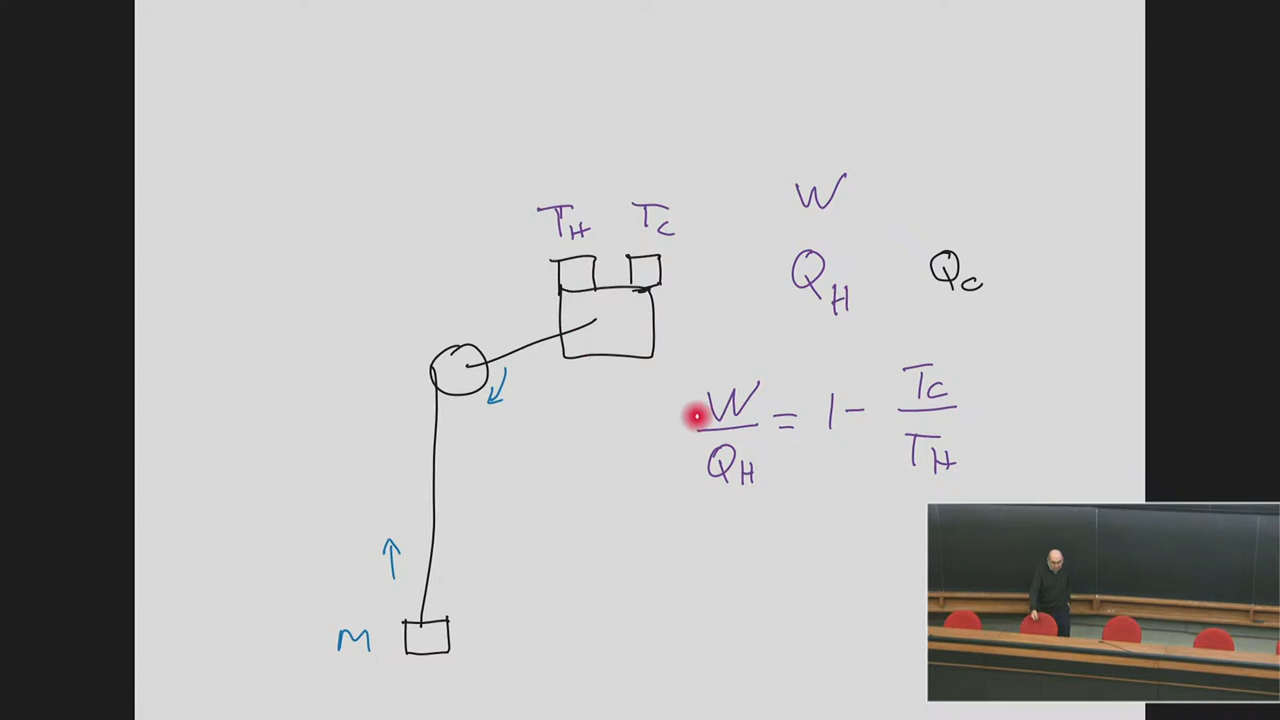 W
T_H T_C
Q_H Q_C
W/Q_H = 1 - T_C/T_H
M